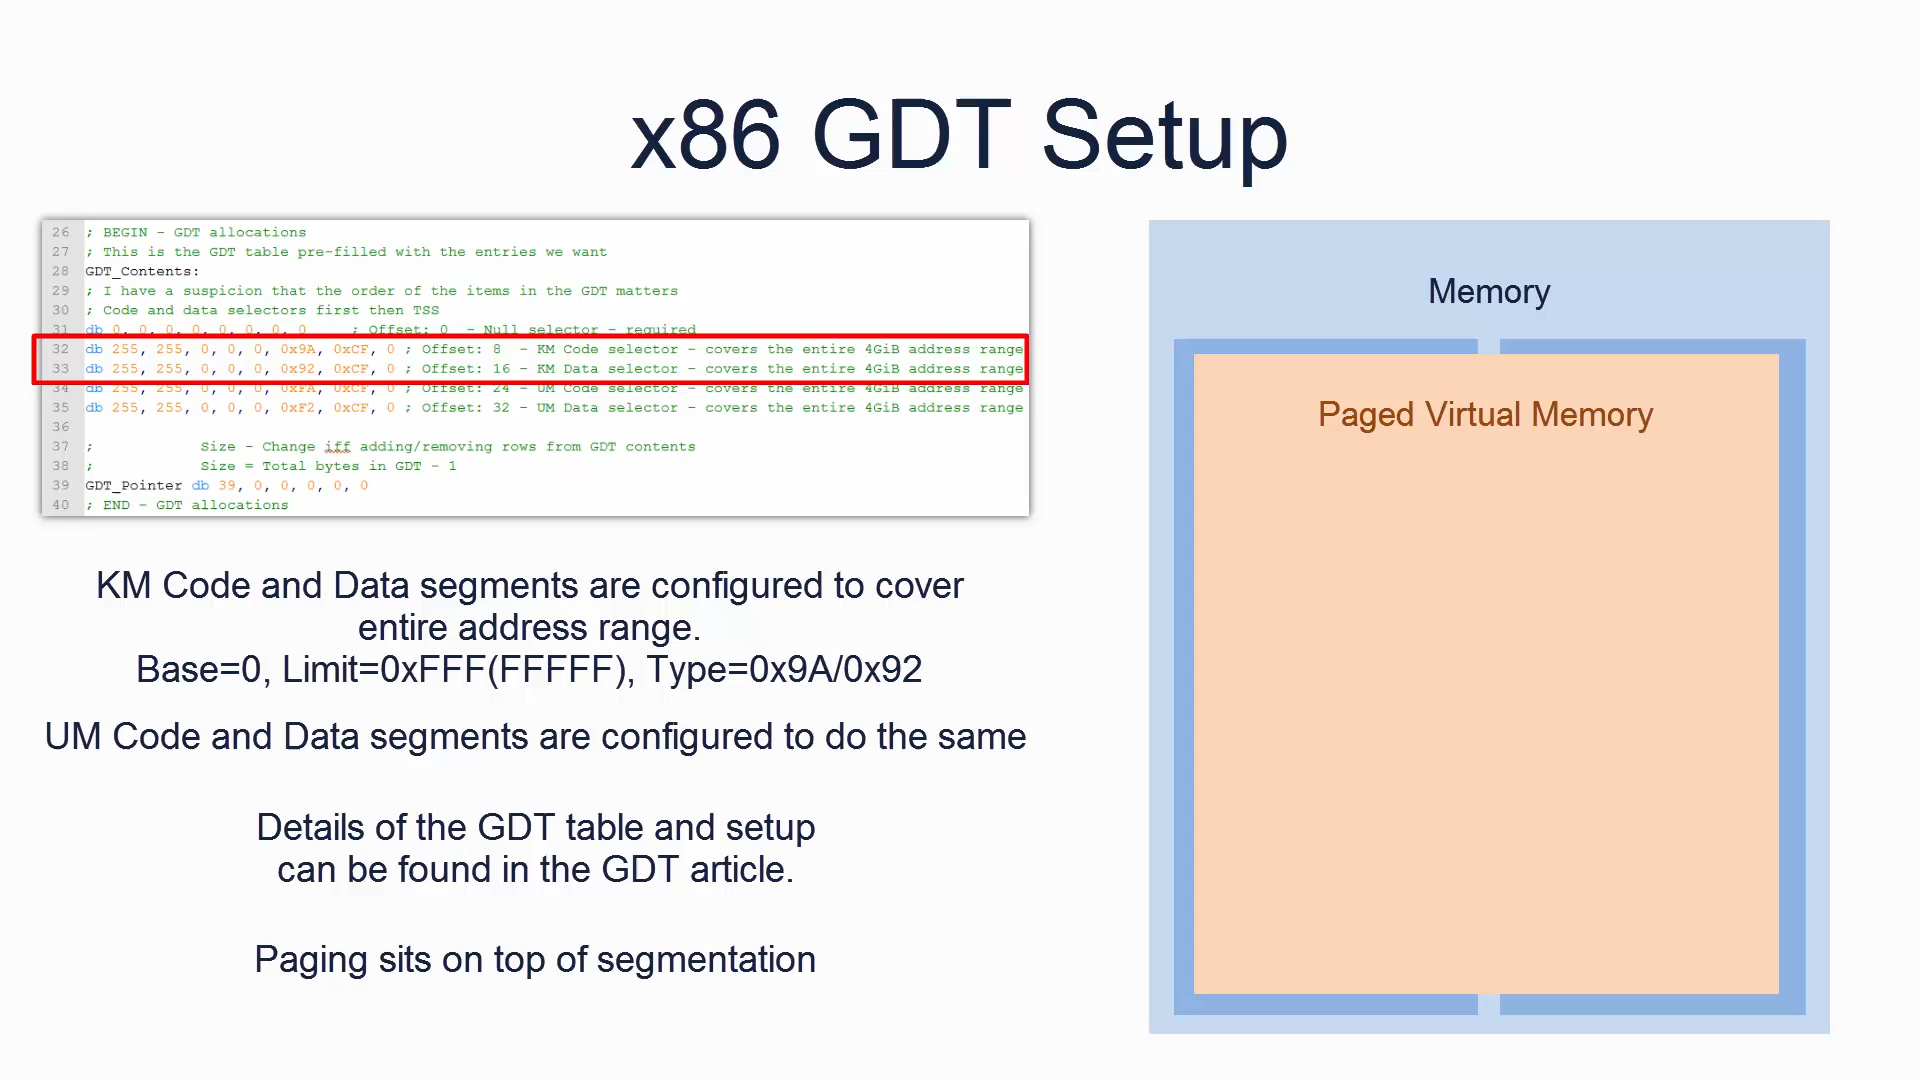 x86 GDT Setup
26 ; BEGIN - GDT allocations
27 ; This is the GDT table pre-filled with the entries we want
28 GDT_Contents:
29 ; I have a suspicion that the order of the items in the GDT matters
30 ; Code and data selectors first then TSS
31 db 0, 0, 0, 0, 0, 0, 0, 0 ; Offset: 0 - Null selector - required
32 db 255, 255, 0, 0, 0, 0x9A, 0xCF, 0 ; Offset: 8 - KM Code selector - covers the entire 4GiB address range
33 db 255, 255, 0, 0, 0, 0x92, 0xCF, 0 ; Offset: 16 - KM Data selector - covers the entire 4GiB address range
34 db 255, 255, 0, 0, 0, 0xFA, 0xCF, 0 ; Offset: 24 - UM Code selector - covers the entire 4GiB address range
35 db 255, 255, 0, 0, 0, 0xF2, 0xCF, 0 ; Offset: 32 - UM Data selector - covers the entire 4GiB address range
36
37 ; Size - Change iff adding/removing rows from GDT contents
38 ; Size = Total bytes in GDT - 1
39 GDT_Pointer db 39, 0, 0, 0, 0, 0
40 ; END - GDT allocations
KM Code and Data segments are configured to cover
entire address range.
Base=0, Limit=0xFFF(FFFFF), Type=0x9A/0x92
UM Code and Data segments are configured to do the same
Details of the GDT table and setup
can be found in the GDT article.
Paging sits on top of segmentation
Memory
Paged Virtual Memory